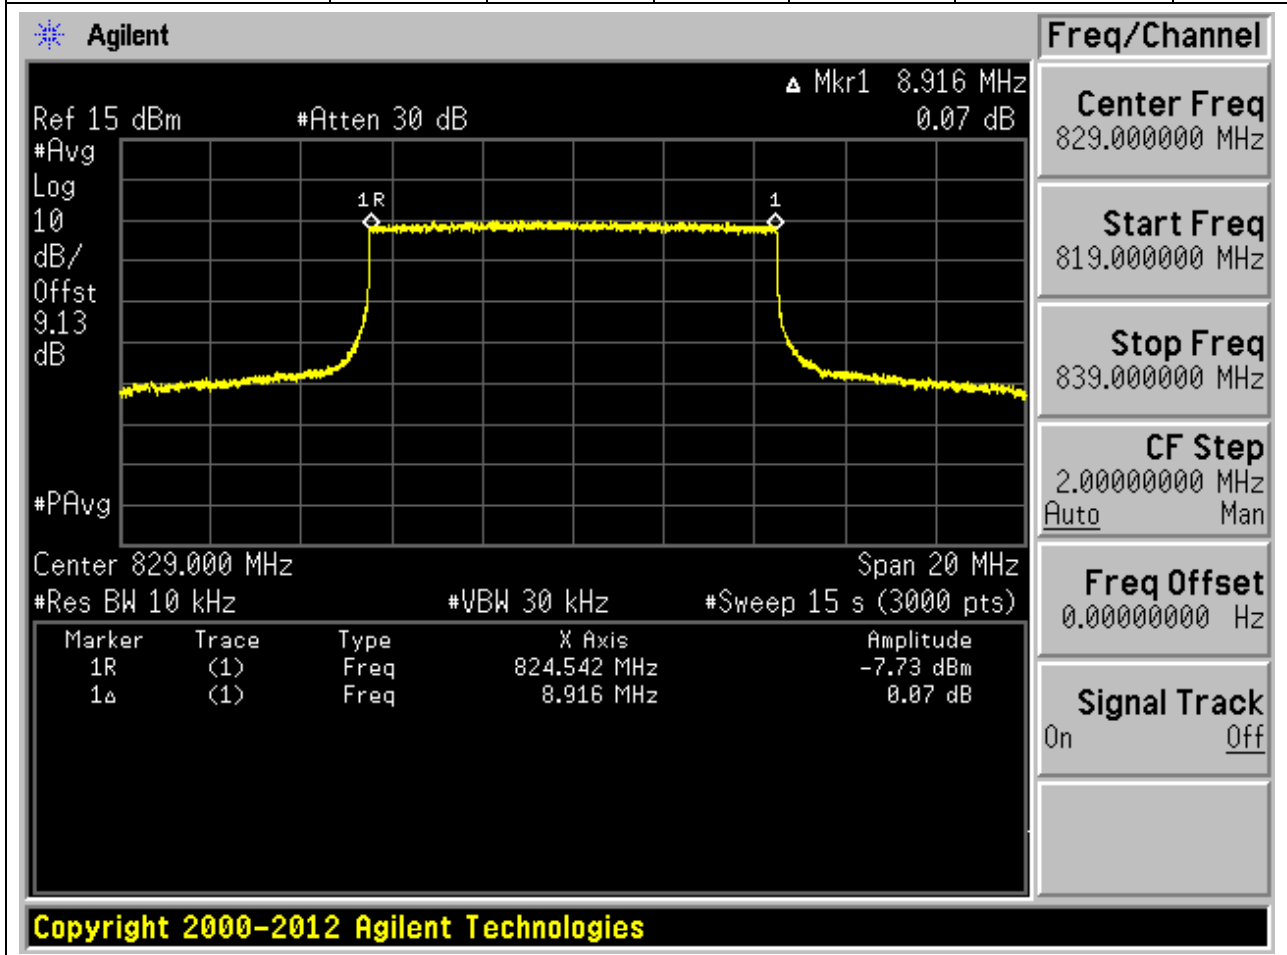 Agilent
Freq/Channel
Δ Mkr1 8.916 MHz
Ref 15 dBm #Atten 30 dB 0.07 dB
#Avg
Log
10
dB/
Offst
9.13
dB
1R 1
#PAvg
Center 829.000 MHz Span 20 MHz
#Res BW 10 kHz #VBW 30 kHz #Sweep 15 s (3000 pts)
Marker Trace Type X Axis Amplitude
1R (1) Freq 824.542 MHz -7.73 dBm
1Δ (1) Freq 8.916 MHz 0.07 dB
Center Freq
829.000000 MHz
Start Freq
819.000000 MHz
Stop Freq
839.000000 MHz
CF Step
2.00000000 MHz
Auto Man
Freq Offset
0.00000000 Hz
Signal Track
On Off
Copyright 2000-2012 Agilent Technologies